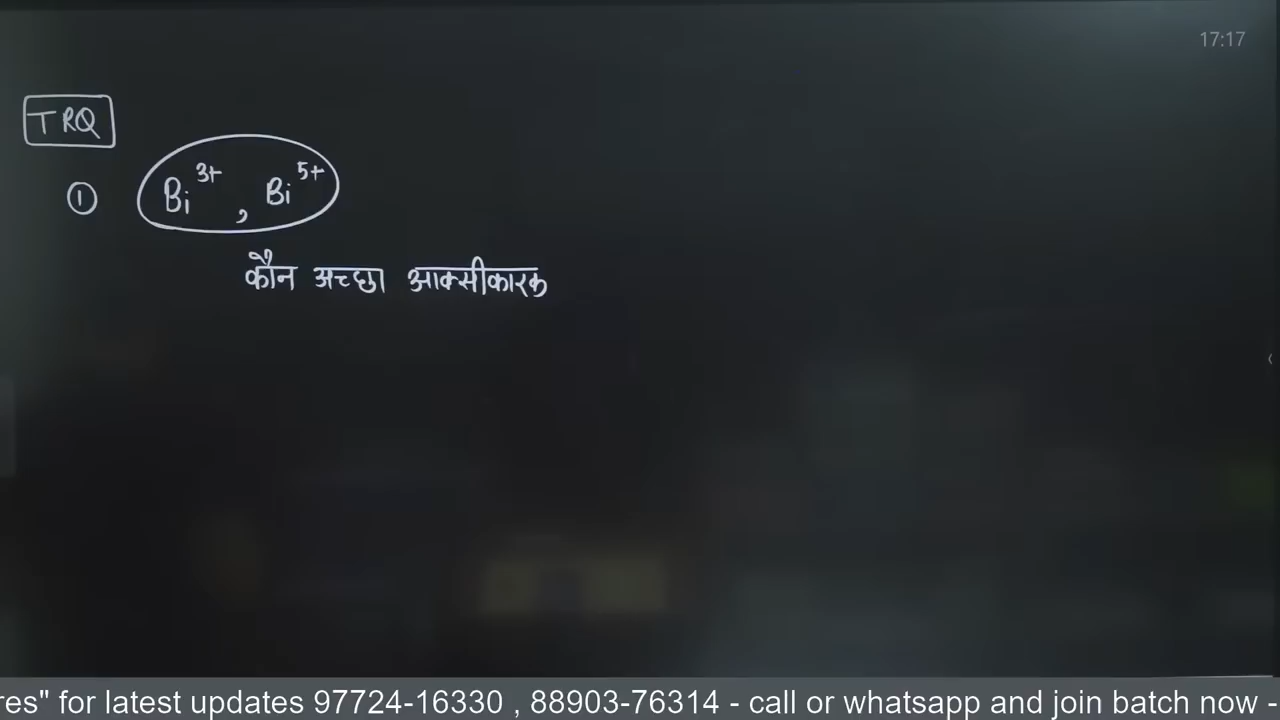 17:17
TRQ
① Bi³⁺, Bi⁵⁺
कौन अच्छा आक्सीकारक
res" for latest updates 97724-16330 , 88903-76314 - call or whatsapp and join batch now -